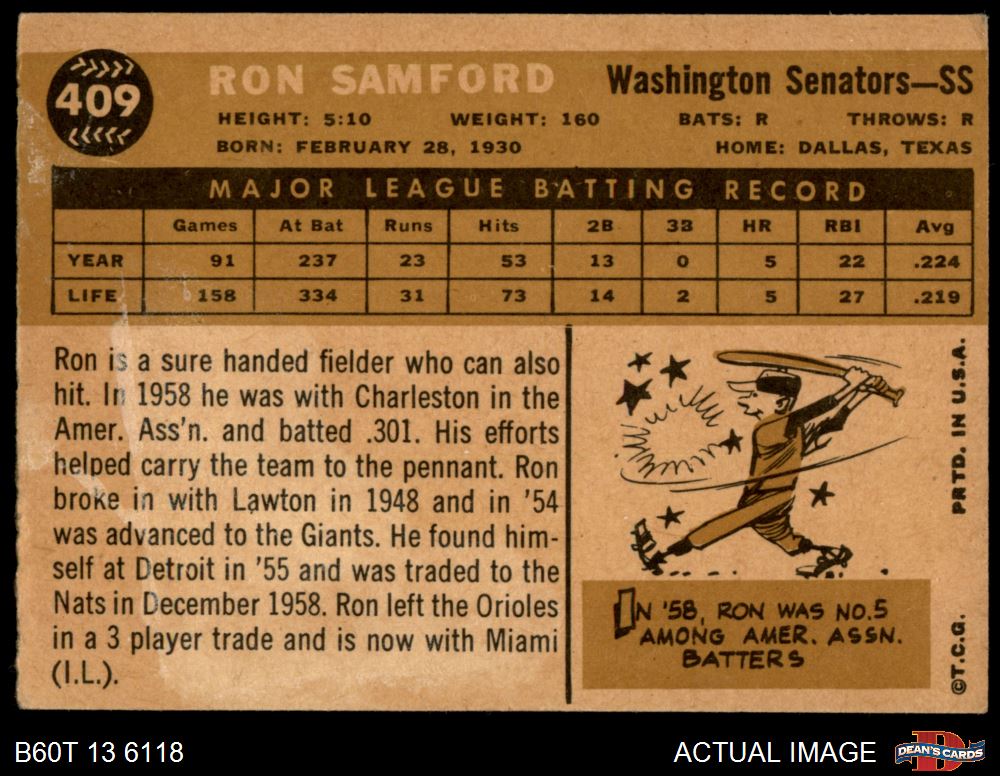 409
RON SAMFORD
Washington Senators—SS
HEIGHT: 5:10 WEIGHT: 160 BATS: R THROWS: R
BORN: FEBRUARY 28, 1930 HOME: DALLAS, TEXAS
MAJOR LEAGUE BATTING RECORD
Games At Bat Runs Hits 2B 3B HR RBI Avg
YEAR 91 237 23 53 13 0 5 22 .224
LIFE 158 334 31 73 14 2 5 27 .219
Ron is a sure handed fielder who can also
hit. In 1958 he was with Charleston in the
Amer. Ass'n. and batted .301. His efforts
helped carry the team to the pennant. Ron
broke in with Lawton in 1948 and in '54
was advanced to the Giants. He found him-
self at Detroit in '55 and was traded to the
Nats in December 1958. Ron left the Orioles
in a 3 player trade and is now with Miami
(I.L.).
IN '58, RON WAS NO.5
AMONG AMER. ASSN.
BATTERS
PRTD. IN U.S.A.
©T.C.G.
B60T 13 6118
ACTUAL IMAGE
DEAN'S CARDS